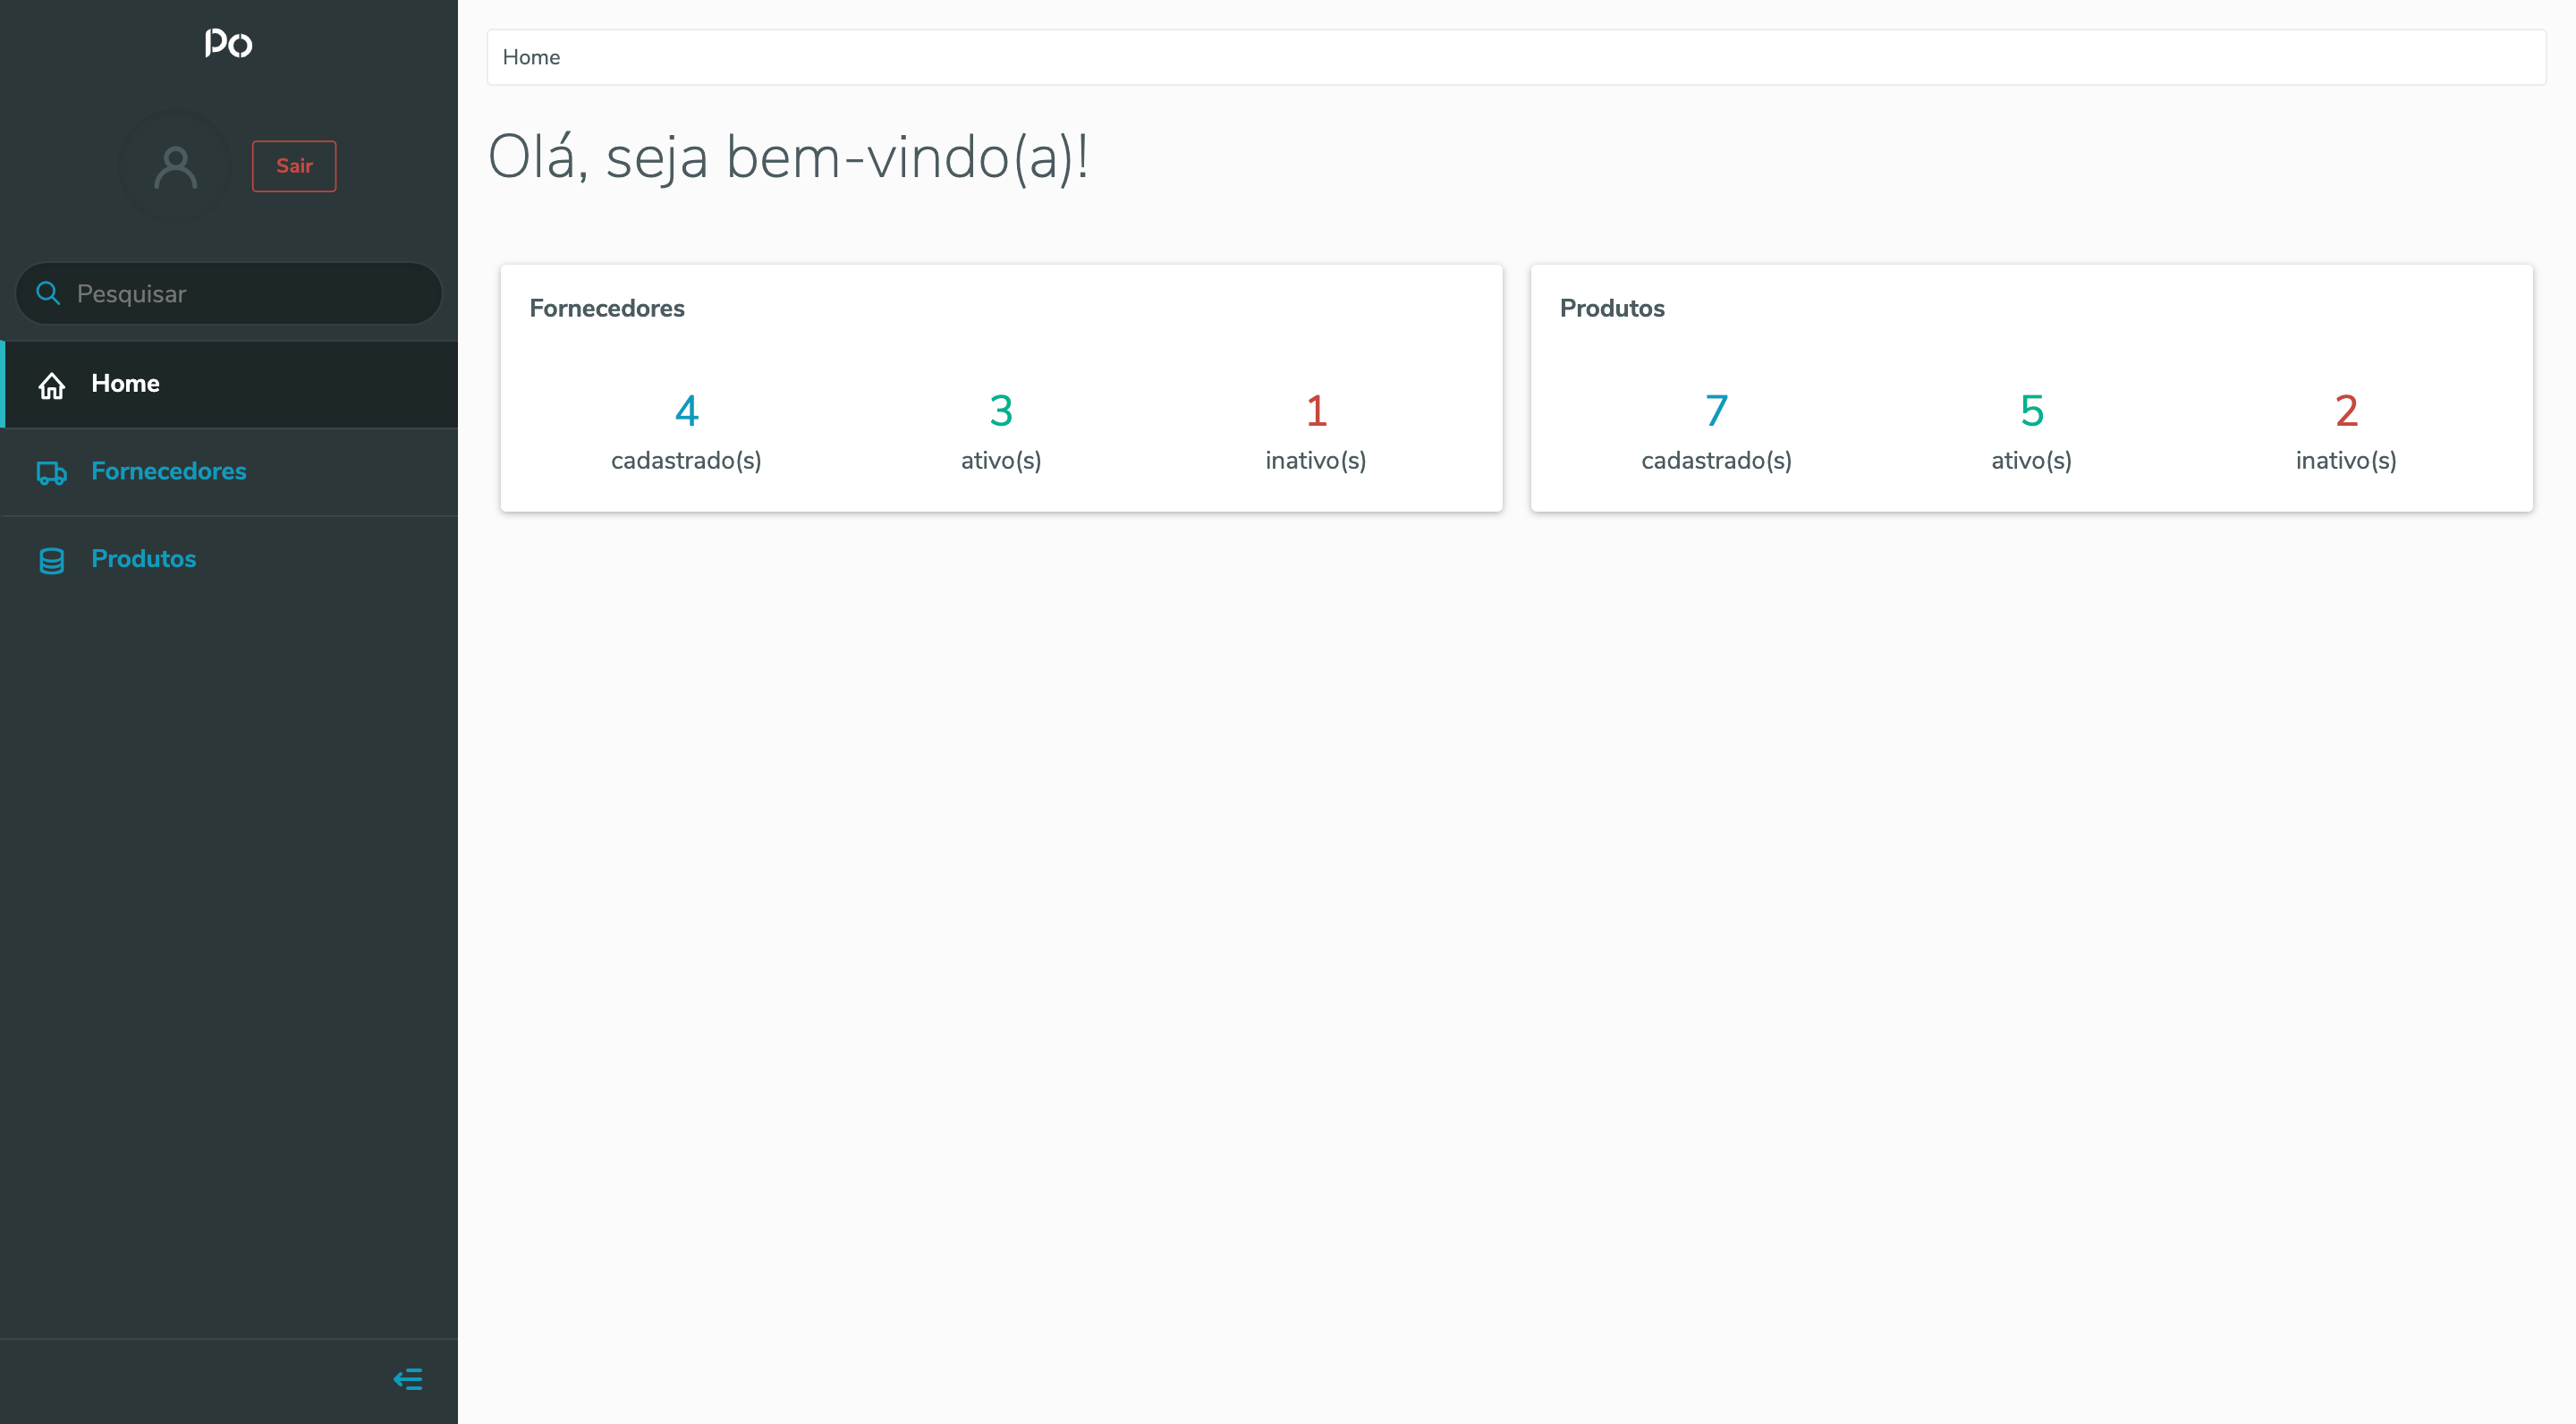 PO
Sair
Pesquisar
Home
Fornecedores
Produtos
Home
Olá, seja bem-vindo(a)!
Fornecedores
4
cadastrado(s)
3
ativo(s)
1
inativo(s)
Produtos
7
cadastrado(s)
5
ativo(s)
2
inativo(s)